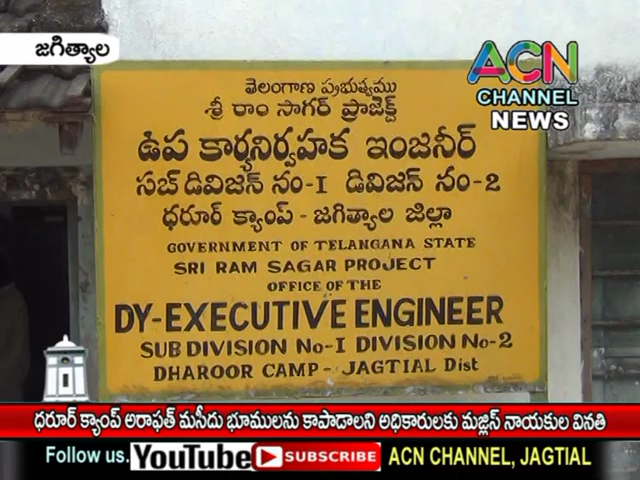 జగిత్యాల
ACN
CHANNEL
NEWS
తెలంగాణ ప్రభుత్వము
శ్రీ రాం సాగర్ ప్రాజెక్ట్
ఉప కార్యనిర్వహక ఇంజనీర్
సబ్ డివిజన్ నం-I డివిజన్ నం-2
ధరూర్ క్యాంప్ - జగిత్యాల జిల్లా
GOVERNMENT OF TELANGANA STATE
SRI RAM SAGAR PROJECT
OFFICE OF THE
DY-EXECUTIVE ENGINEER
SUB DIVISION No-I DIVISION No-2
DHAROOR CAMP - JAGTIAL Dist
ధరూర్ క్యాంప్ అరాఫత్ మసీదు భూములను కాపాడాలని అధికారులకు మజ్లిస్ నాయకుల వినతి
Follow us. YouTube SUBSCRIBE ACN CHANNEL, JAGTIAL